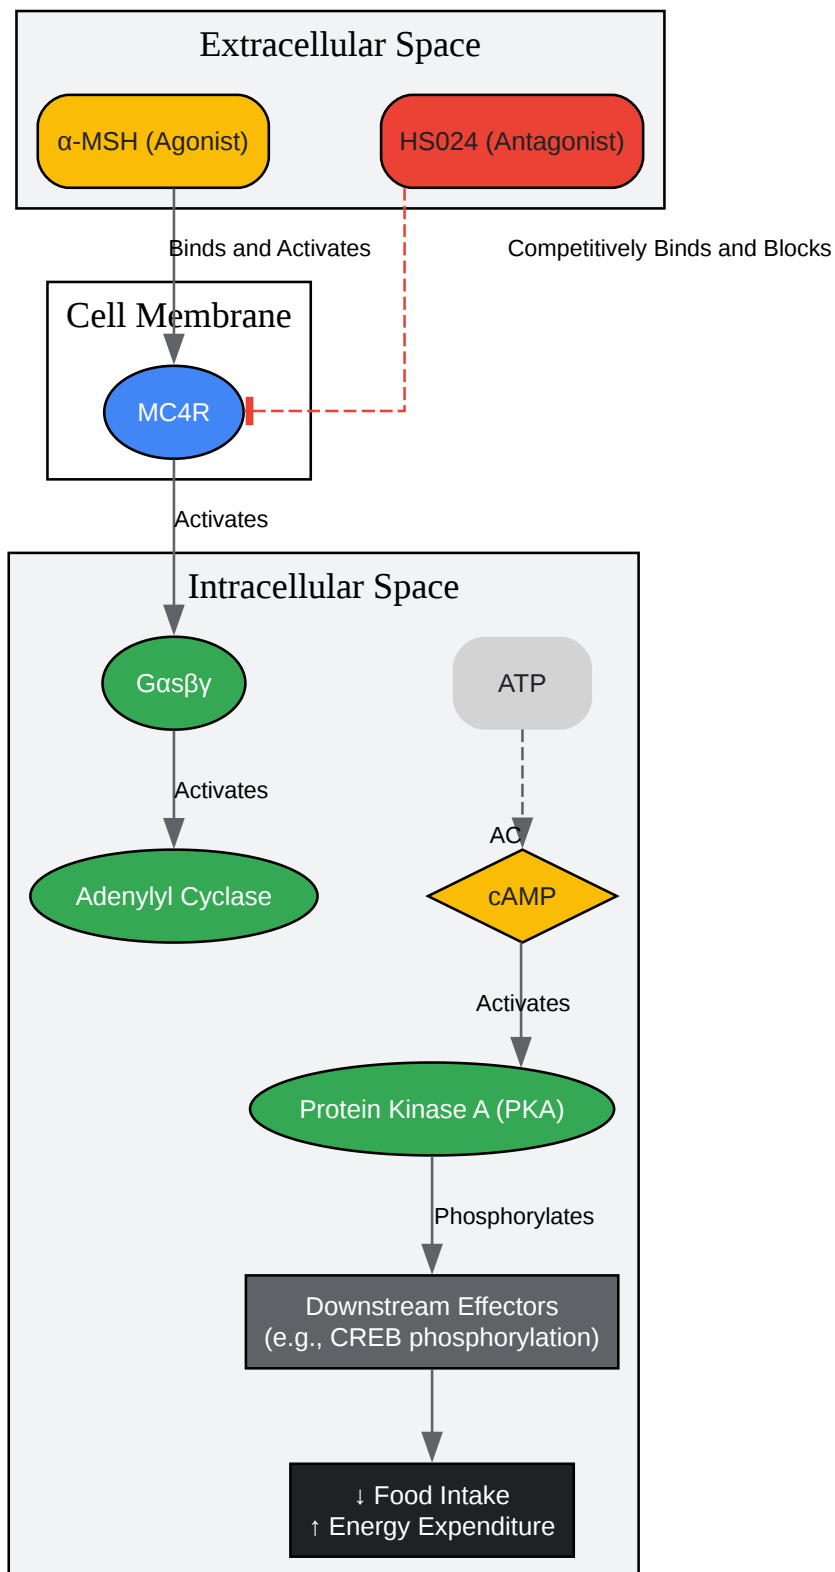 Extracellular Space
α-MSH (Agonist)
HS024 (Antagonist)
Binds and Activates
Competitively Binds and Blocks
Cell Membrane
MC4R
Activates
Intracellular Space
Gαsβγ
ATP
Activates
AC
Adenylyl Cyclase
cAMP
Activates
Protein Kinase A (PKA)
Phosphorylates
Downstream Effectors
(e.g., CREB phosphorylation)
↓ Food Intake
↑ Energy Expenditure